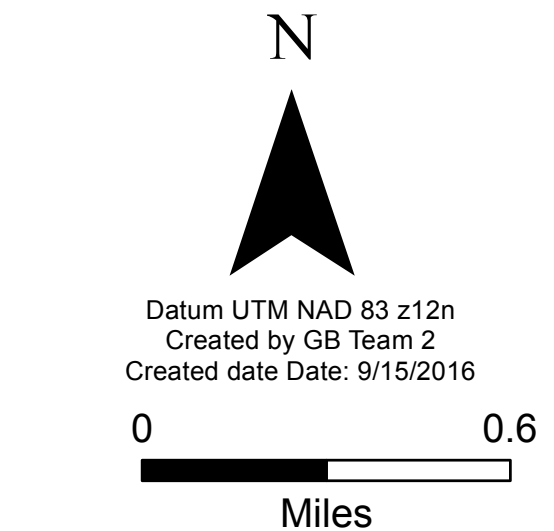 N
Datum UTM NAD 83 z12n
Created by GB Team 2
Created date Date: 9/15/2016
0 0.6
Miles